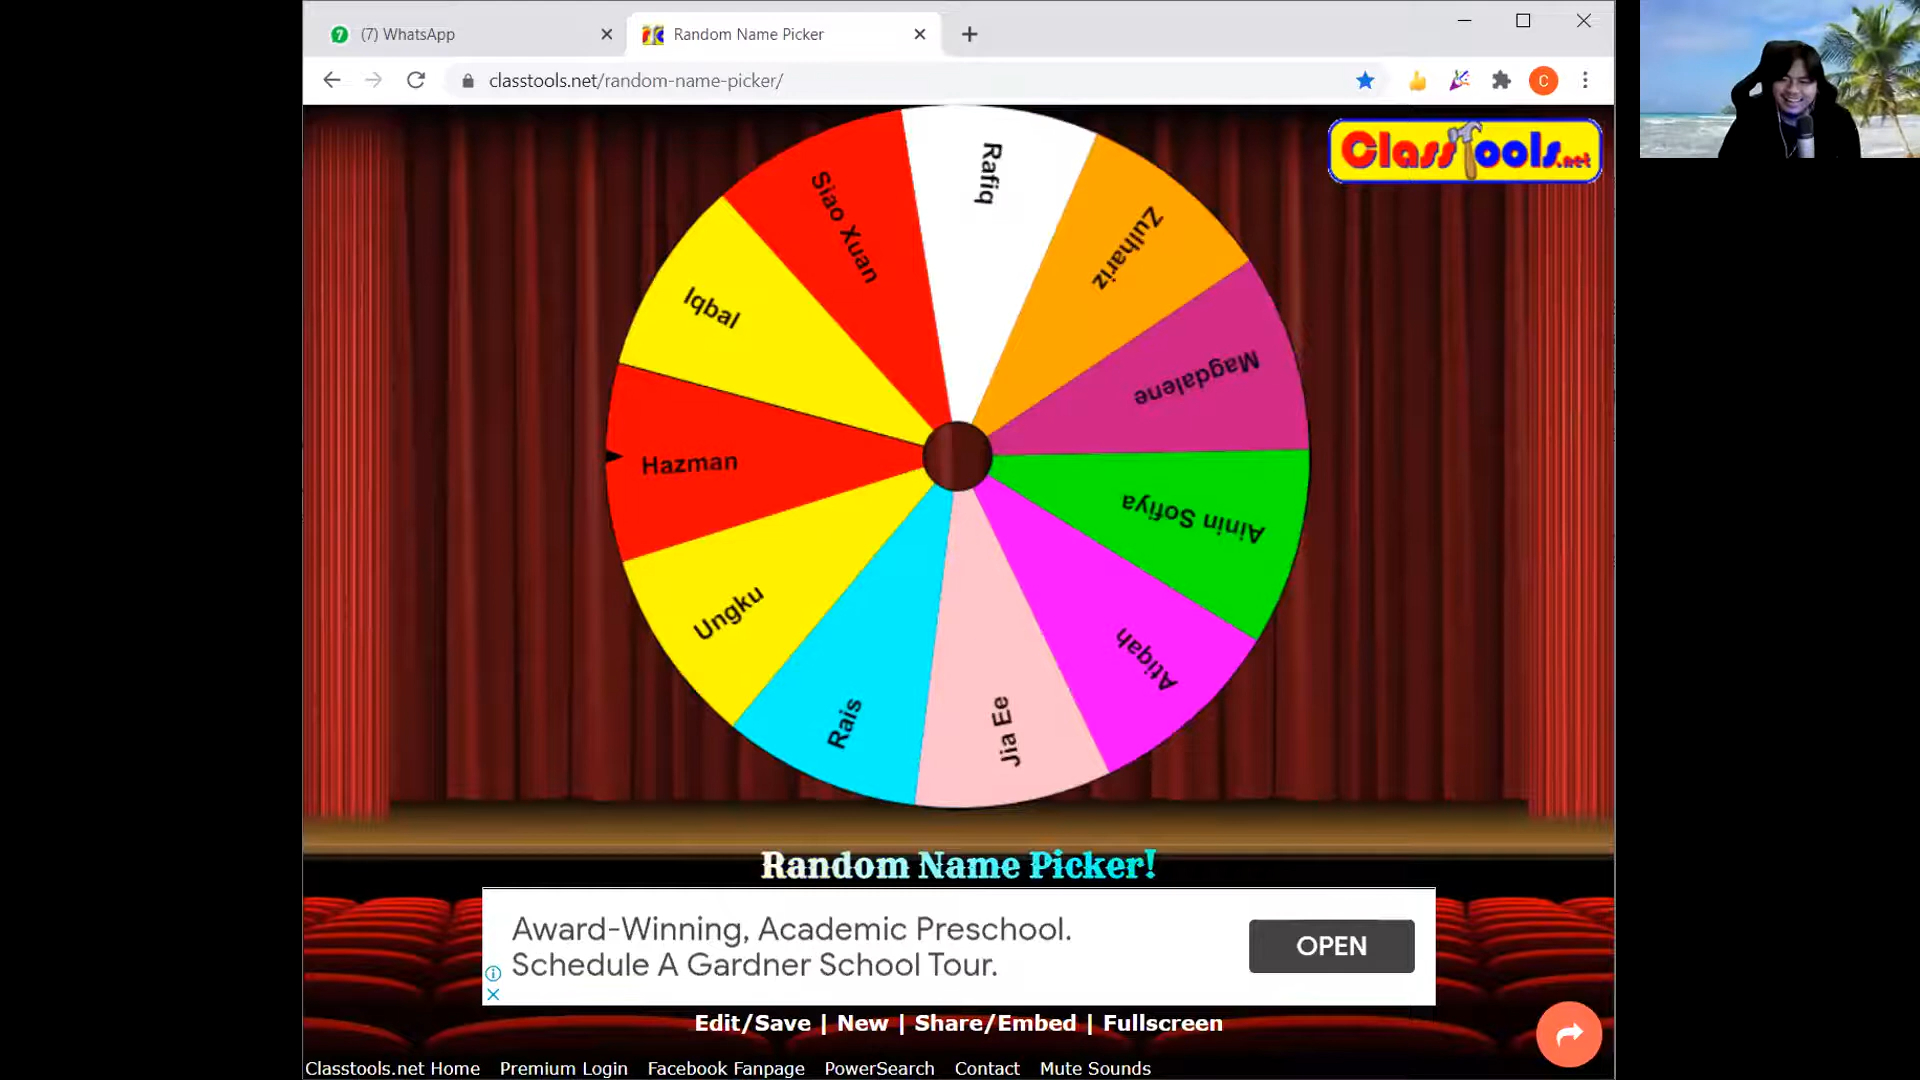 (7) WhatsApp
Random Name Picker
classtools.net/random-name-picker/
C
ClassTools.net
Rafiq
Zulhariz
Magdalene
Ainin Sofiya
Atiqah
Jia Ee
Rais
Ungku
Hazman
Iqbal
Siao Xuan
Random Name Picker!
Award-Winning, Academic Preschool.
Schedule A Gardner School Tour.
OPEN
Edit/Save | New | Share/Embed | Fullscreen
Classtools.net Home Premium Login Facebook Fanpage PowerSearch Contact Mute Sounds